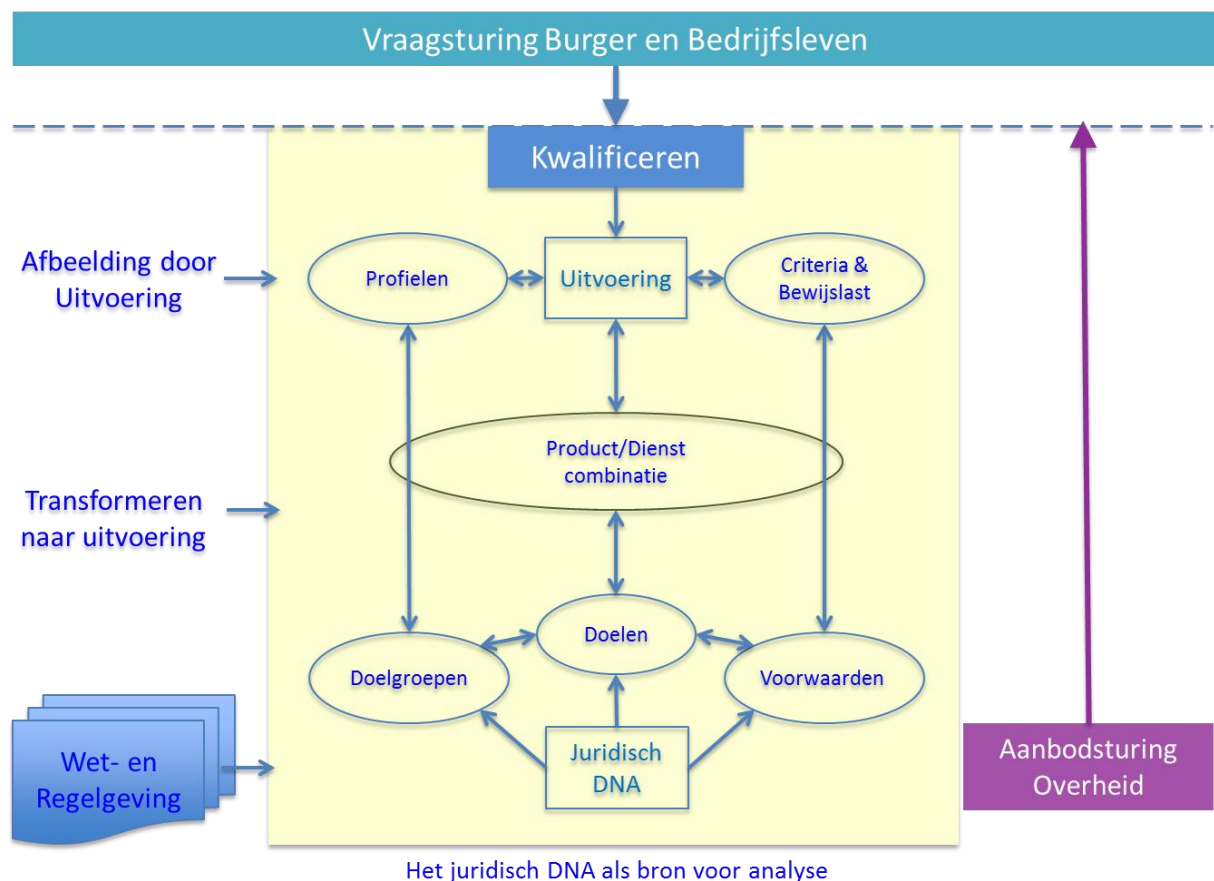 Vraagsturing Burger en Bedrijfsleven
Kwalificeren
Afbeelding door
Uitvoering
Profielen
Uitvoering
Criteria &
Bewijslast
Product/Dienst
combinatie
Transformeren
naar uitvoering
Doelen
Doelgroepen
Voorwaarden
Wet- en
Regelgeving
Juridisch
DNA
Aanbodsturing
Overheid
Het juridisch DNA als bron voor analyse